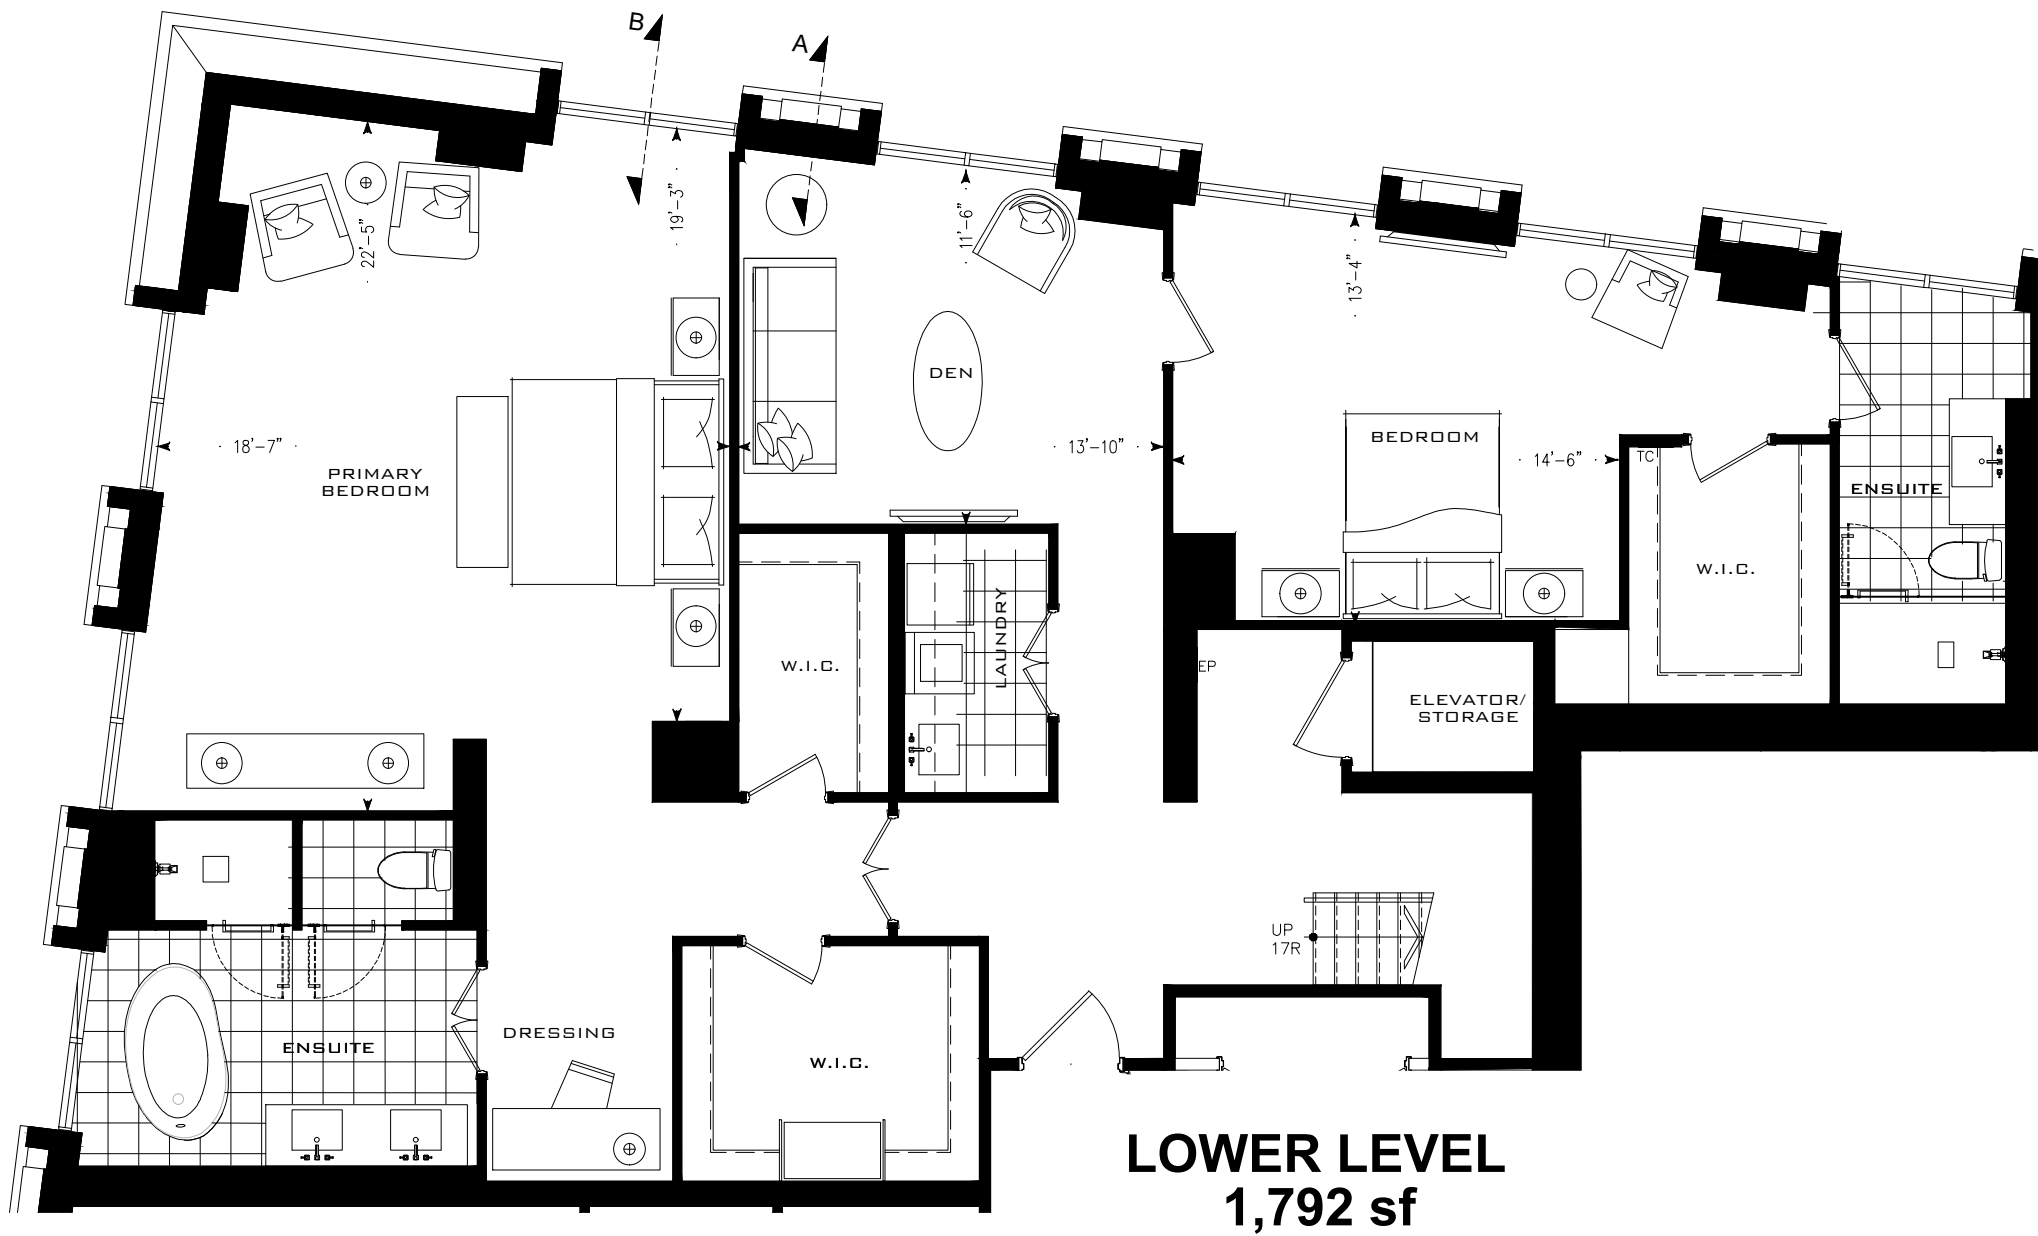 B
A
22'-5"
19'-3"
11'-6"
13'-4"
DEN
18'-7"
13'-10"
BEDROOM
14'-6"
TC
PRIMARY
BEDROOM
ENSUITE
W.I.C.
LAUNDRY
W.I.C.
EP
ELEVATOR/
STORAGE
UP
17R
DRESSING
ENSUITE
W.I.C.
LOWER LEVEL
1,792 sf